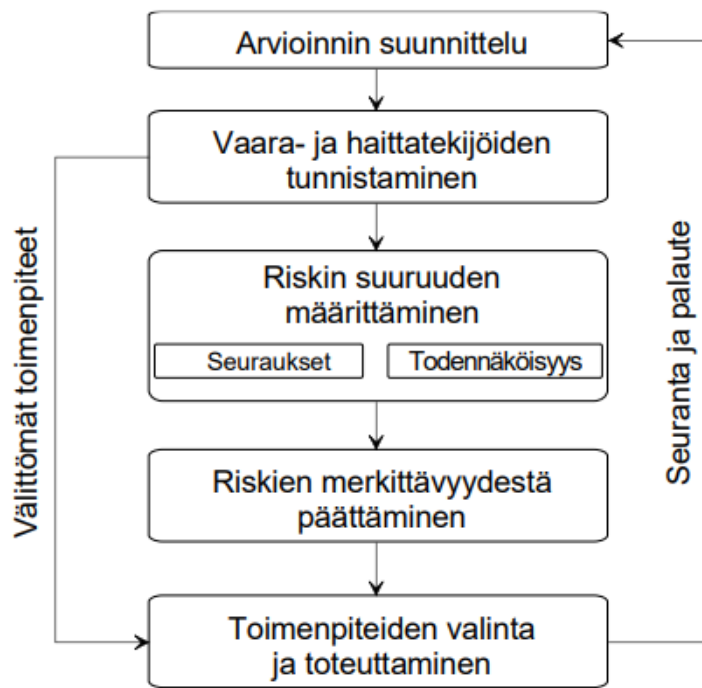 Arvioinnin suunnittelu
Vaara- ja haittatekijöiden
tunnistaminen
Riskin suuruuden
määrittäminen
Seuraukset
Todennäköisyys
Riskien merkittävyydestä
päättäminen
Toimenpiteiden valinta
ja toteuttaminen
Välittömät toimenpiteet
Seuranta ja palaute